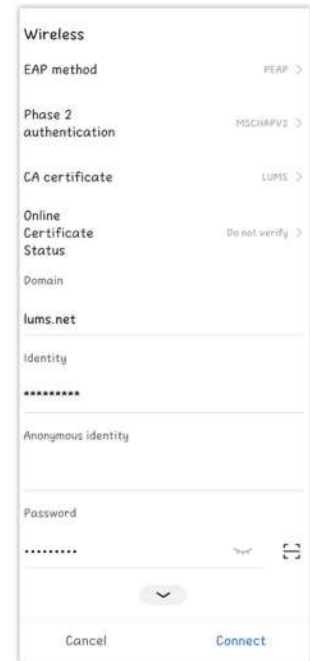 Wireless
EAP method PEAP >
Phase 2
authentication MSCHAPV2 >
CA certificate LUMS >
Online
Certificate Do not verify >
Status
Domain
lums.net
Identity
*********
Anonymous identity
Password
•••••••••
Cancel Connect